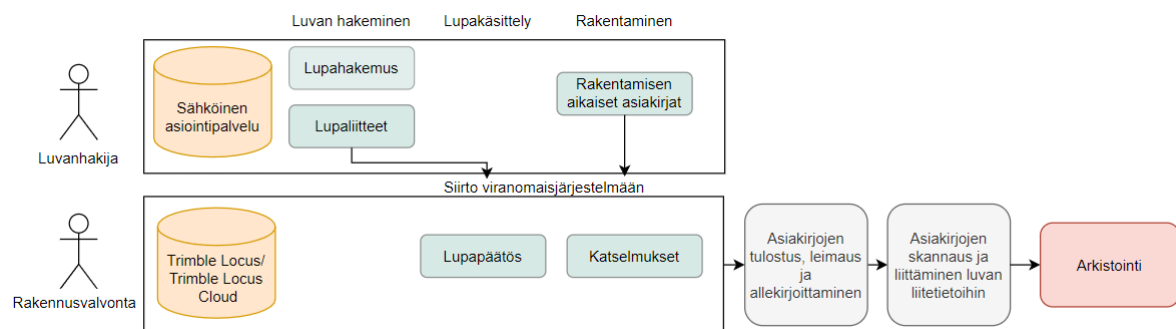 Luvan hakeminen
Lupakäsittely
Rakentaminen
Luvanhakija
Sähköinen
asiointipalvelu
Lupahakemus
Lupaliitteet
Rakentamisen
aikaiset asiakirjat
Siirto viranomaisjärjestelmään
Rakennusvalvonta
Trimble Locus/
Trimble Locus
Cloud
Lupapäätös
Katselmukset
Asiakirjojen
tulostus, leimaus
ja
allekirjoittaminen
Asiakirjojen
skannaus ja
liittäminen luvan
liitetietoihin
Arkistointi